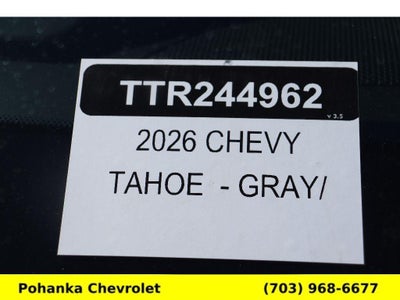 TTR244962
v 3.5
2026 CHEVY
TAHOE - GRAY/
Pohanka Chevrolet (703) 968-6677